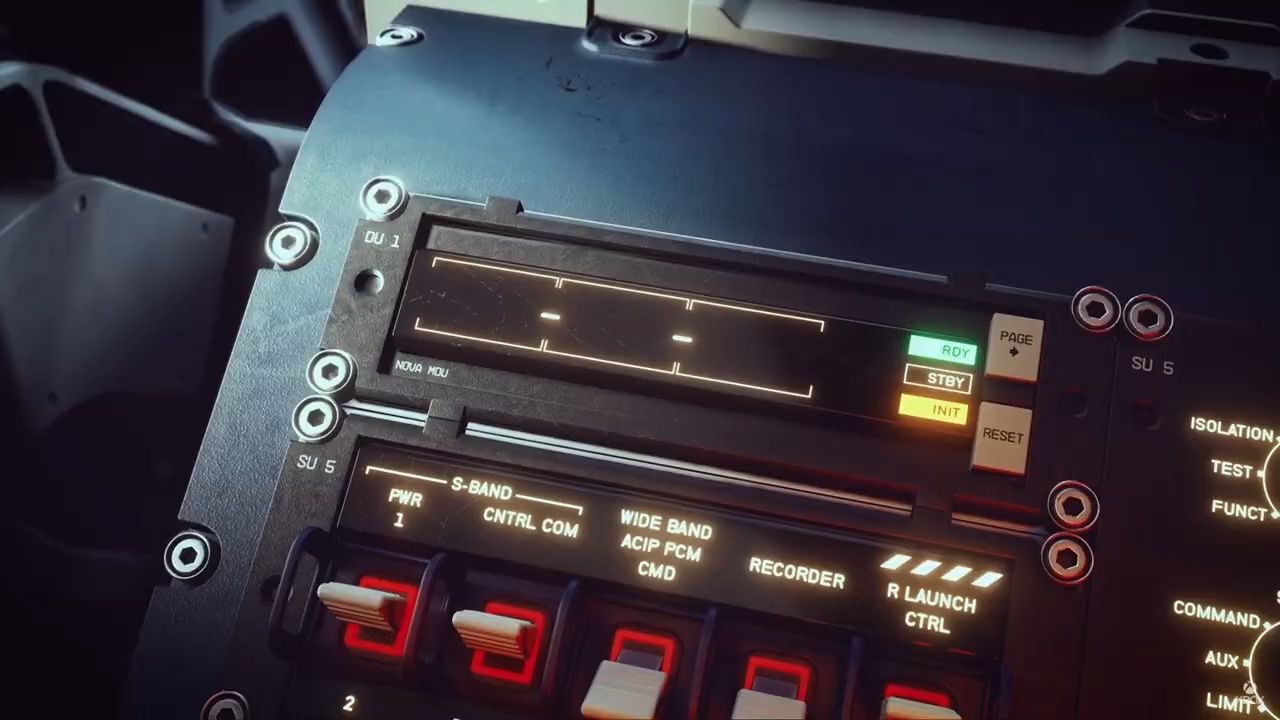 DU 1
PAGE
RDY
STBY
INIT
NOVA MDU
RESET
SU 5
SU 5
S-BAND
PWR
1
CNTRL COM
WIDE BAND
ACIP PCM
CMD
RECORDER
R LAUNCH
CTRL
2
ISOLATION
TEST
FUNCT
COMMAND
AUX
LIMIT